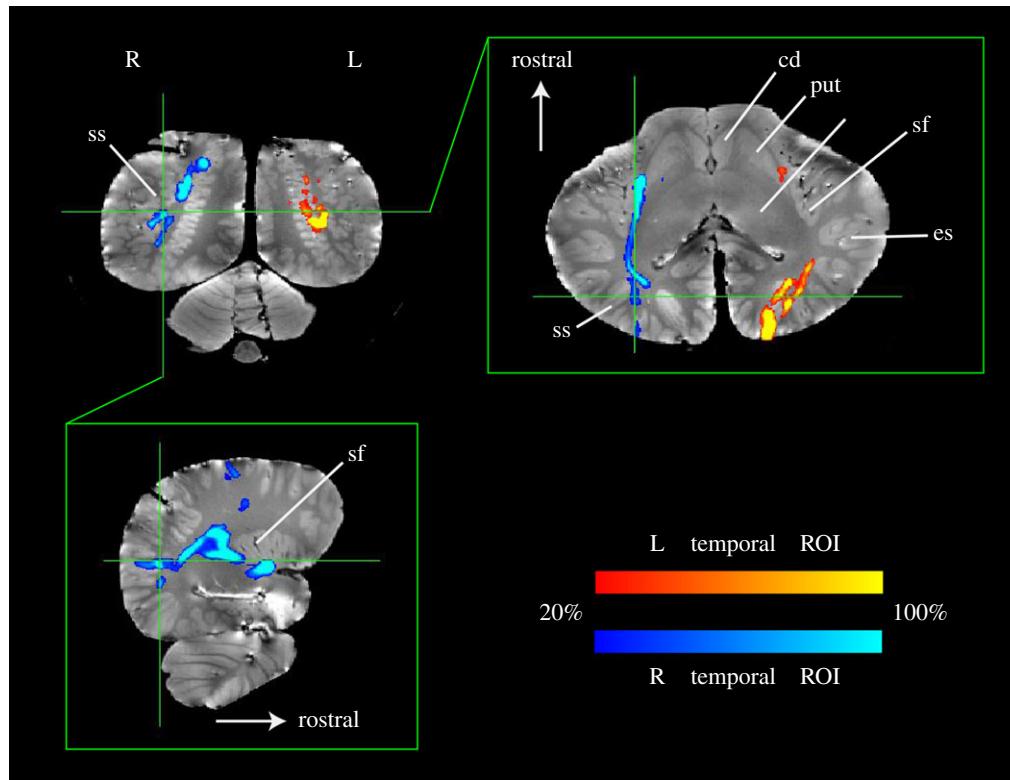 R L
ss
rostral
cd
put
sf
es
ss
sf
rostral
L temporal ROI
20% 100%
R temporal ROI